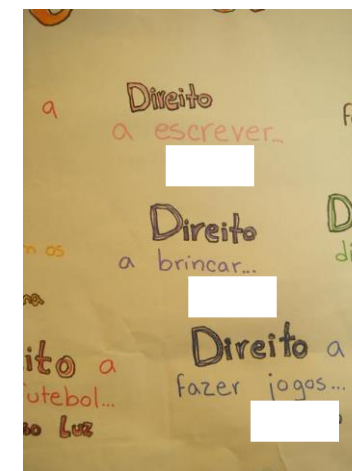 a
Direito
a escrever...
Direito
a brincar...
os
Direito a
fazer jogos...
ito a
utebol...
Luz